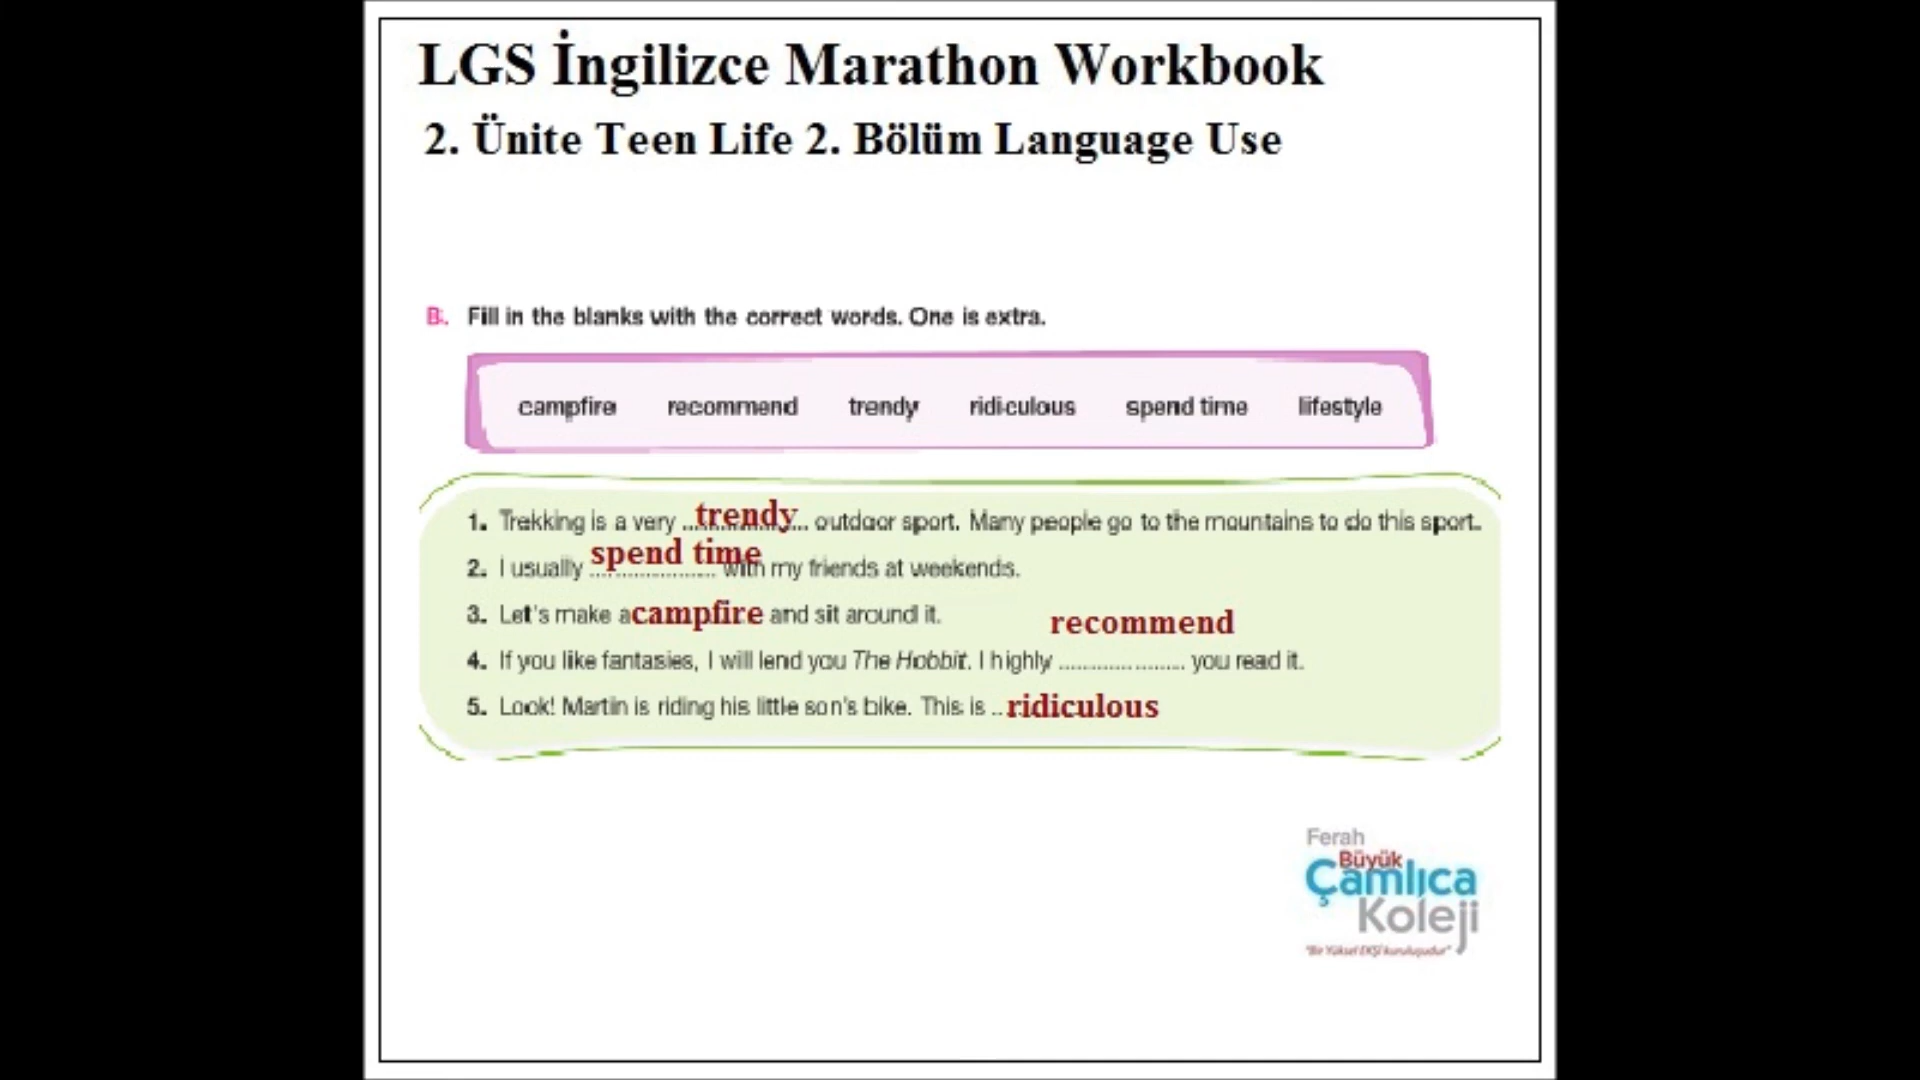 LGS İngilizce Marathon Workbook
2. Ünite Teen Life 2. Bölüm Language Use
B. Fill in the blanks with the correct words. One is extra.
campfire recommend trendy ridiculous spend time lifestyle
1. Trekking is a very ...trendy... outdoor sport. Many people go to the mountains to do this sport.
2. I usually spend time with my friends at weekends.
3. Let's make a campfire and sit around it.
recommend
4. If you like fantasies, I will lend you The Hobbit. I highly ...................... you read it.
5. Look! Martin is riding his little son's bike. This is .. ridiculous
Ferah
Büyük
Çamlıca
Koleji
"Bir Yüksel EKŞİ kuruluşudur"